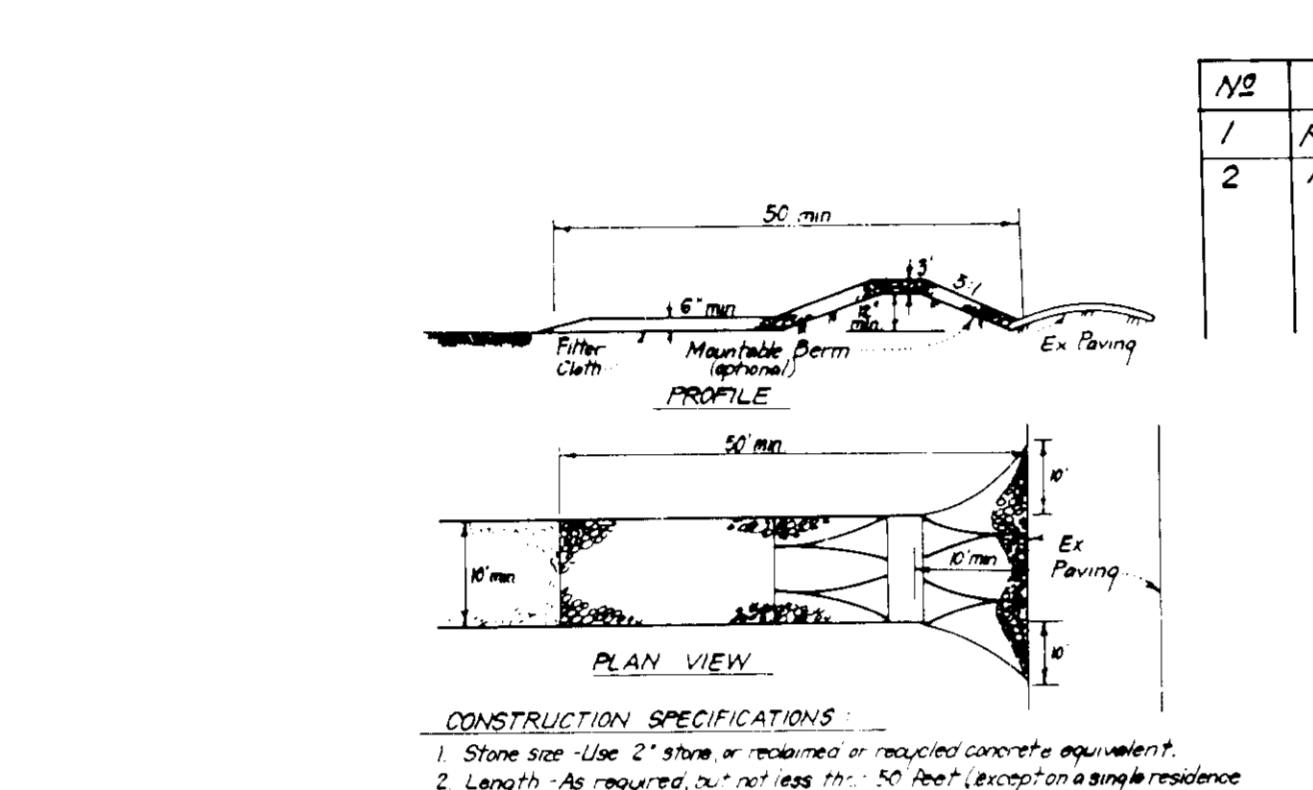 Nº
1
2
50 min
3'
5:1
6" min
12"
min.
Filter
Cloth
Mountable Berm
(optional)
Ex Paving
PROFILE
50' min.
10'
10' min
10' min
Ex
Paving
10'
PLAN VIEW
CONSTRUCTION SPECIFICATIONS:
1. Stone size - Use 2" stone, or reclaimed or recycled concrete equivalent.
2. Length - As required, but not less 50 feet (except on a single residence